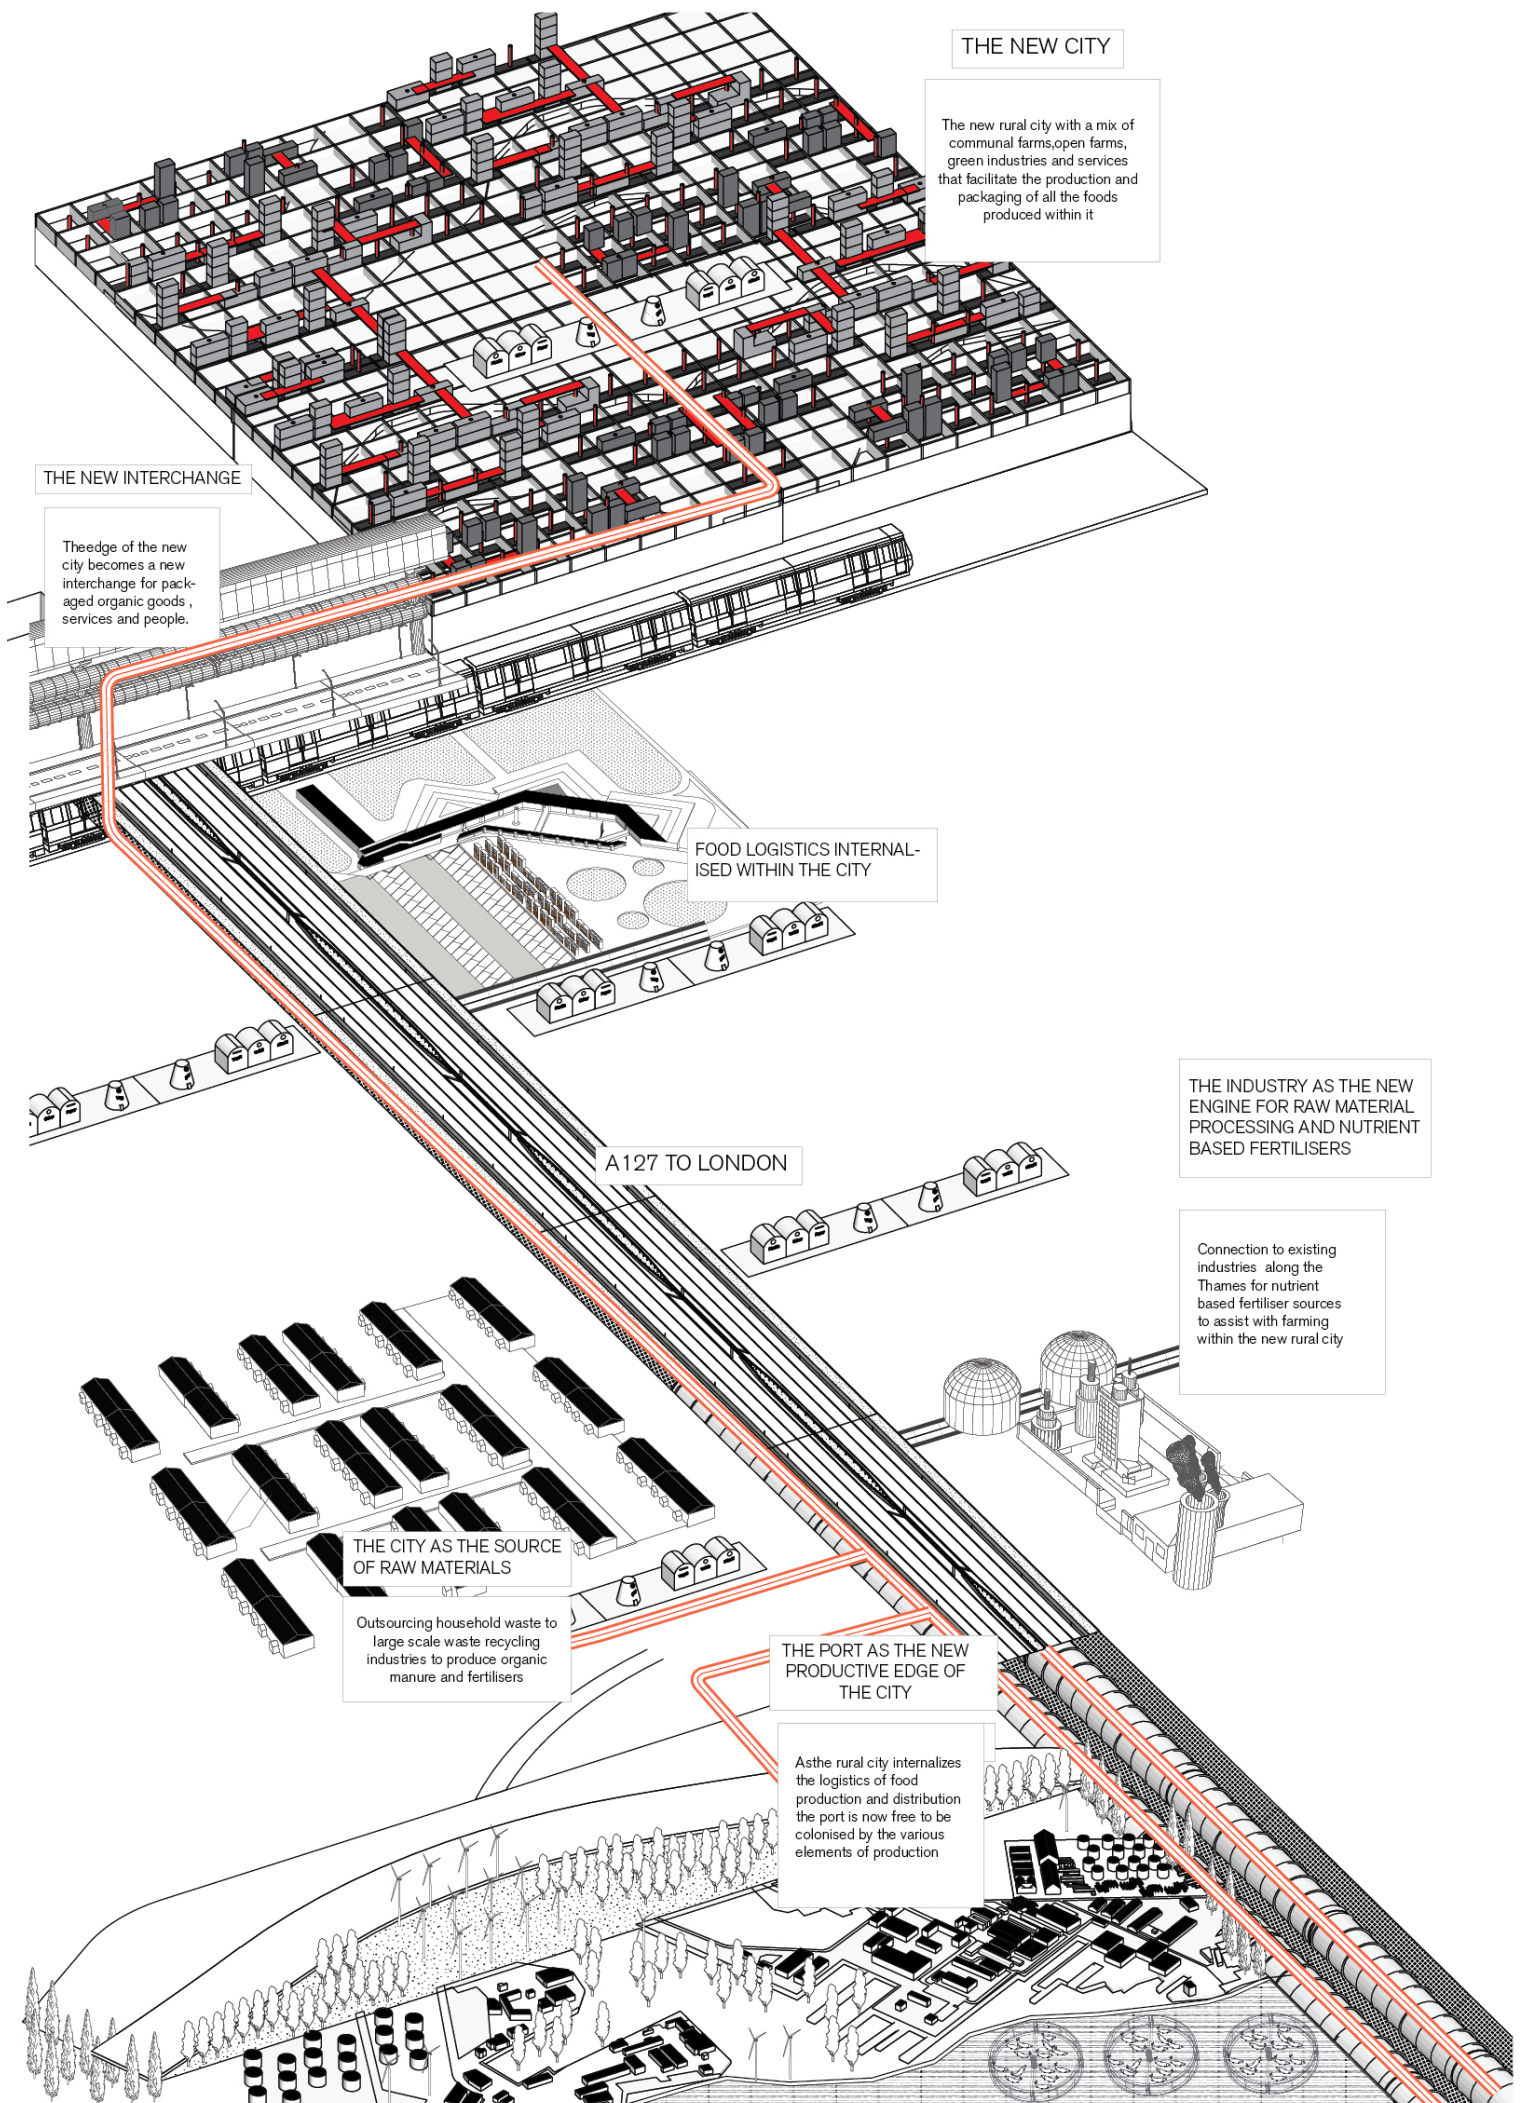 THE NEW CITY
The new rural city with a mix of
communal farms,open farms,
green industries and services
that facilitate the production and
packaging of all the foods
produced within it
THE NEW INTERCHANGE
Theedge of the new
city becomes a new
interchange for pack-
aged organic goods ,
services and people.
FOOD LOGISTICS INTERNAL-
ISED WITHIN THE CITY
A127 TO LONDON
THE INDUSTRY AS THE NEW
ENGINE FOR RAW MATERIAL
PROCESSING AND NUTRIENT
BASED FERTILISERS
Connection to existing
industries along the
Thames for nutrient
based fertiliser sources
to assist with farming
within the new rural city
THE CITY AS THE SOURCE
OF RAW MATERIALS
Outsourcing household waste to
large scale waste recycling
industries to produce organic
manure and fertilisers
THE PORT AS THE NEW
PRODUCTIVE EDGE OF
THE CITY
Asthe rural city internalizes
the logistics of food
production and distribution
the port is now free to be
colonised by the various
elements of production